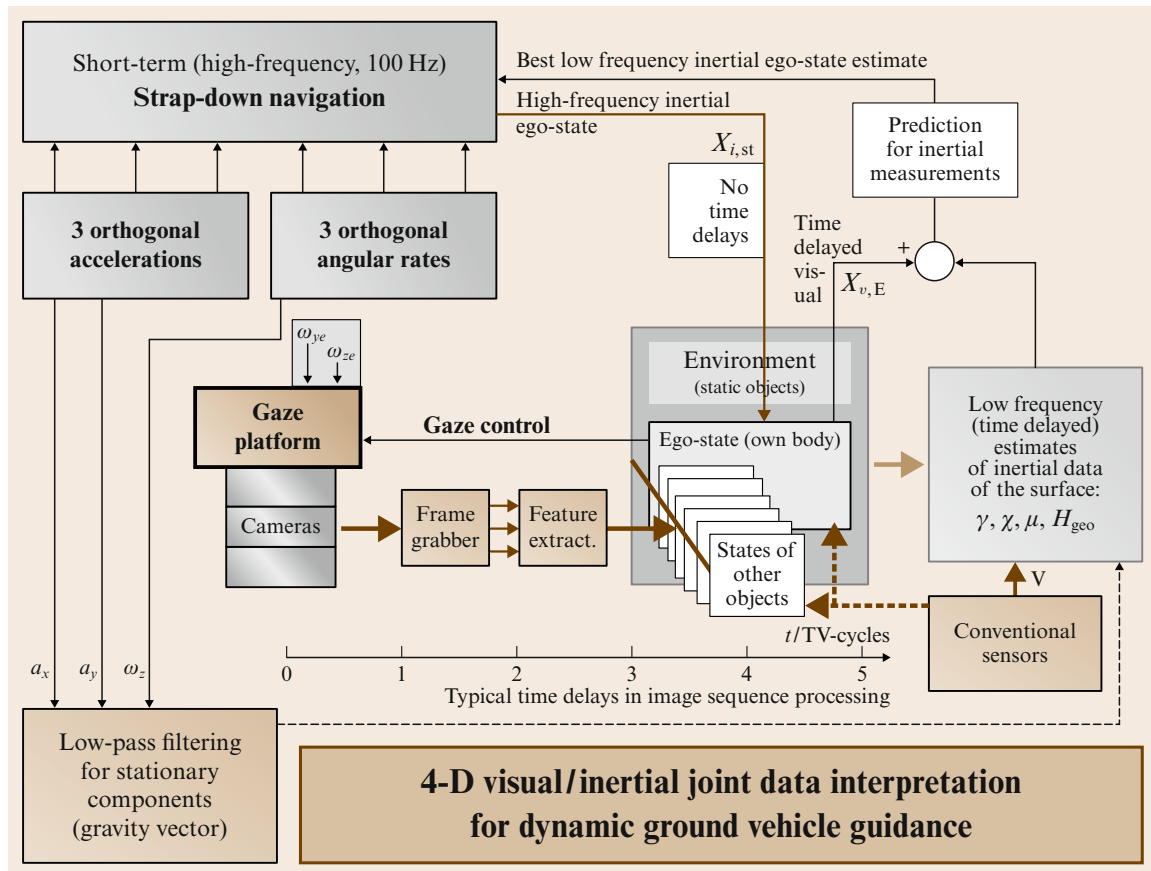 Short-term (high-frequency, 100 Hz)
Strap-down navigation
Best low frequency inertial ego-state estimate
High-frequency inertial
ego-state
X_{i,st}
Prediction
for inertial
measurements
No
time
delays
3 orthogonal
accelerations
3 orthogonal
angular rates
Time
delayed
vis-
ual
+
X_{v,E}
ω_{ye}
ω_{ze}
Environment
(static objects)
Gaze
platform
Gaze control
Ego-state (own body)
Low frequency
(time delayed)
estimates
of inertial data
of the surface:
γ, χ, μ, H_{geo}
Cameras
Frame
grabber
Feature
extract.
States of
other
objects
V
Conventional
sensors
t/TV-cycles
0 1 2 3 4 5
Typical time delays in image sequence processing
a_x a_y ω_z
Low-pass filtering
for stationary
components
(gravity vector)
4-D visual/inertial joint data interpretation
for dynamic ground vehicle guidance